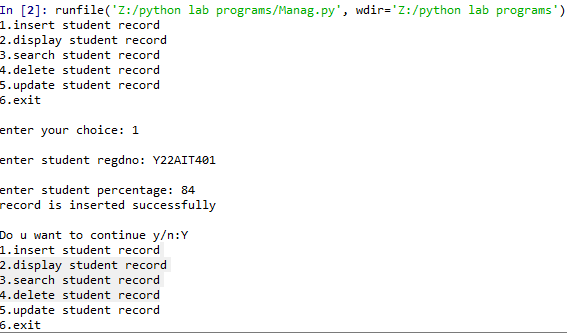 In [2]: runfile('Z:/python lab programs/Manag.py', wdir='Z:/python lab programs')
1.insert student record
2.display student record
3.search student record
4.delete student record
5.update student record
6.exit
enter your choice: 1
enter student regdno: Y22AIT401
enter student percentage: 84
record is inserted successfully
Do u want to continue y/n:Y
1.insert student record
2.display student record
3.search student record
4.delete student record
5.update student record
6.exit